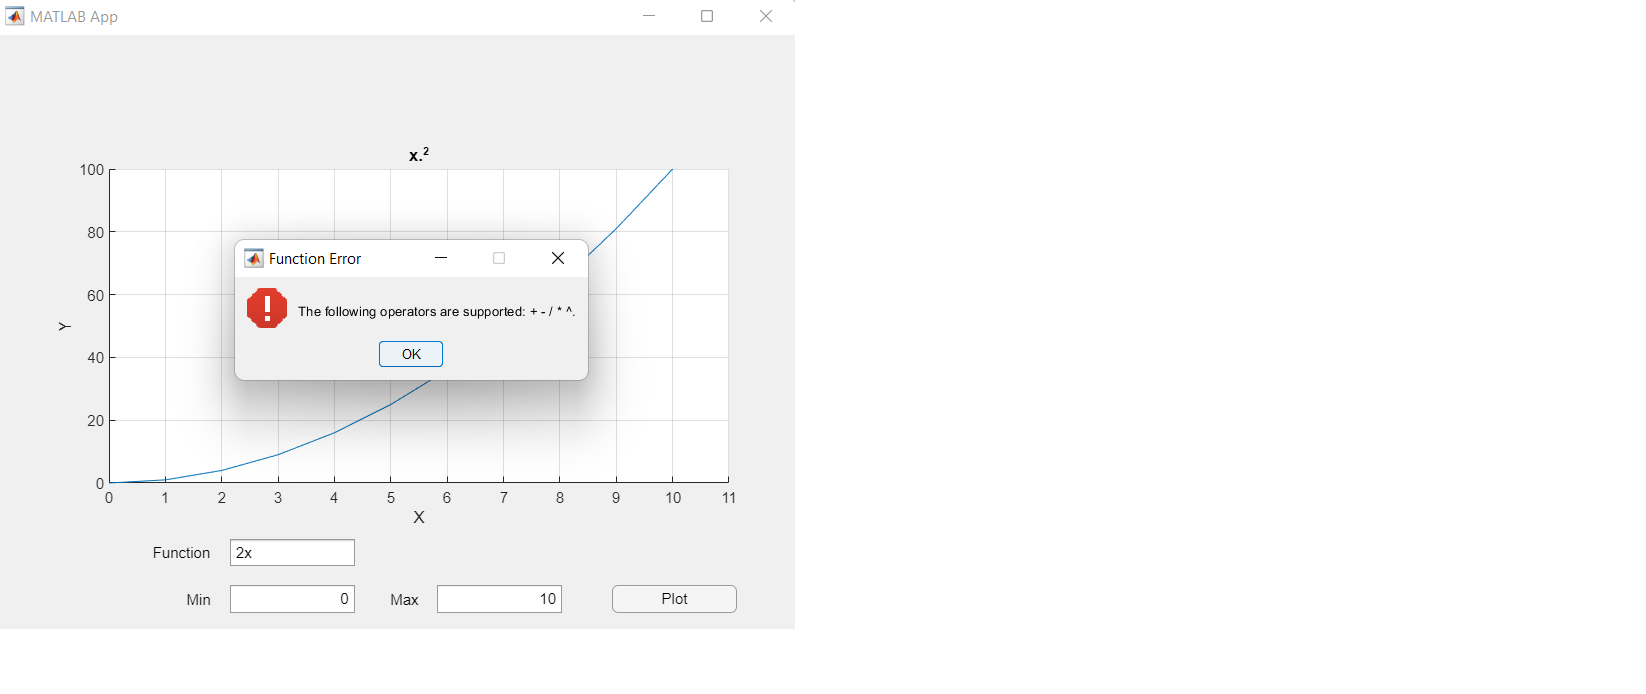 MATLAB App
x.²
100
80
60
40
20
0
Y
Function Error
The following operators are supported: + - / * ^.
OK
0 1 2 3 4 5 6 7 8 9 10 11
X
Function 2x
Min 0 Max 10 Plot